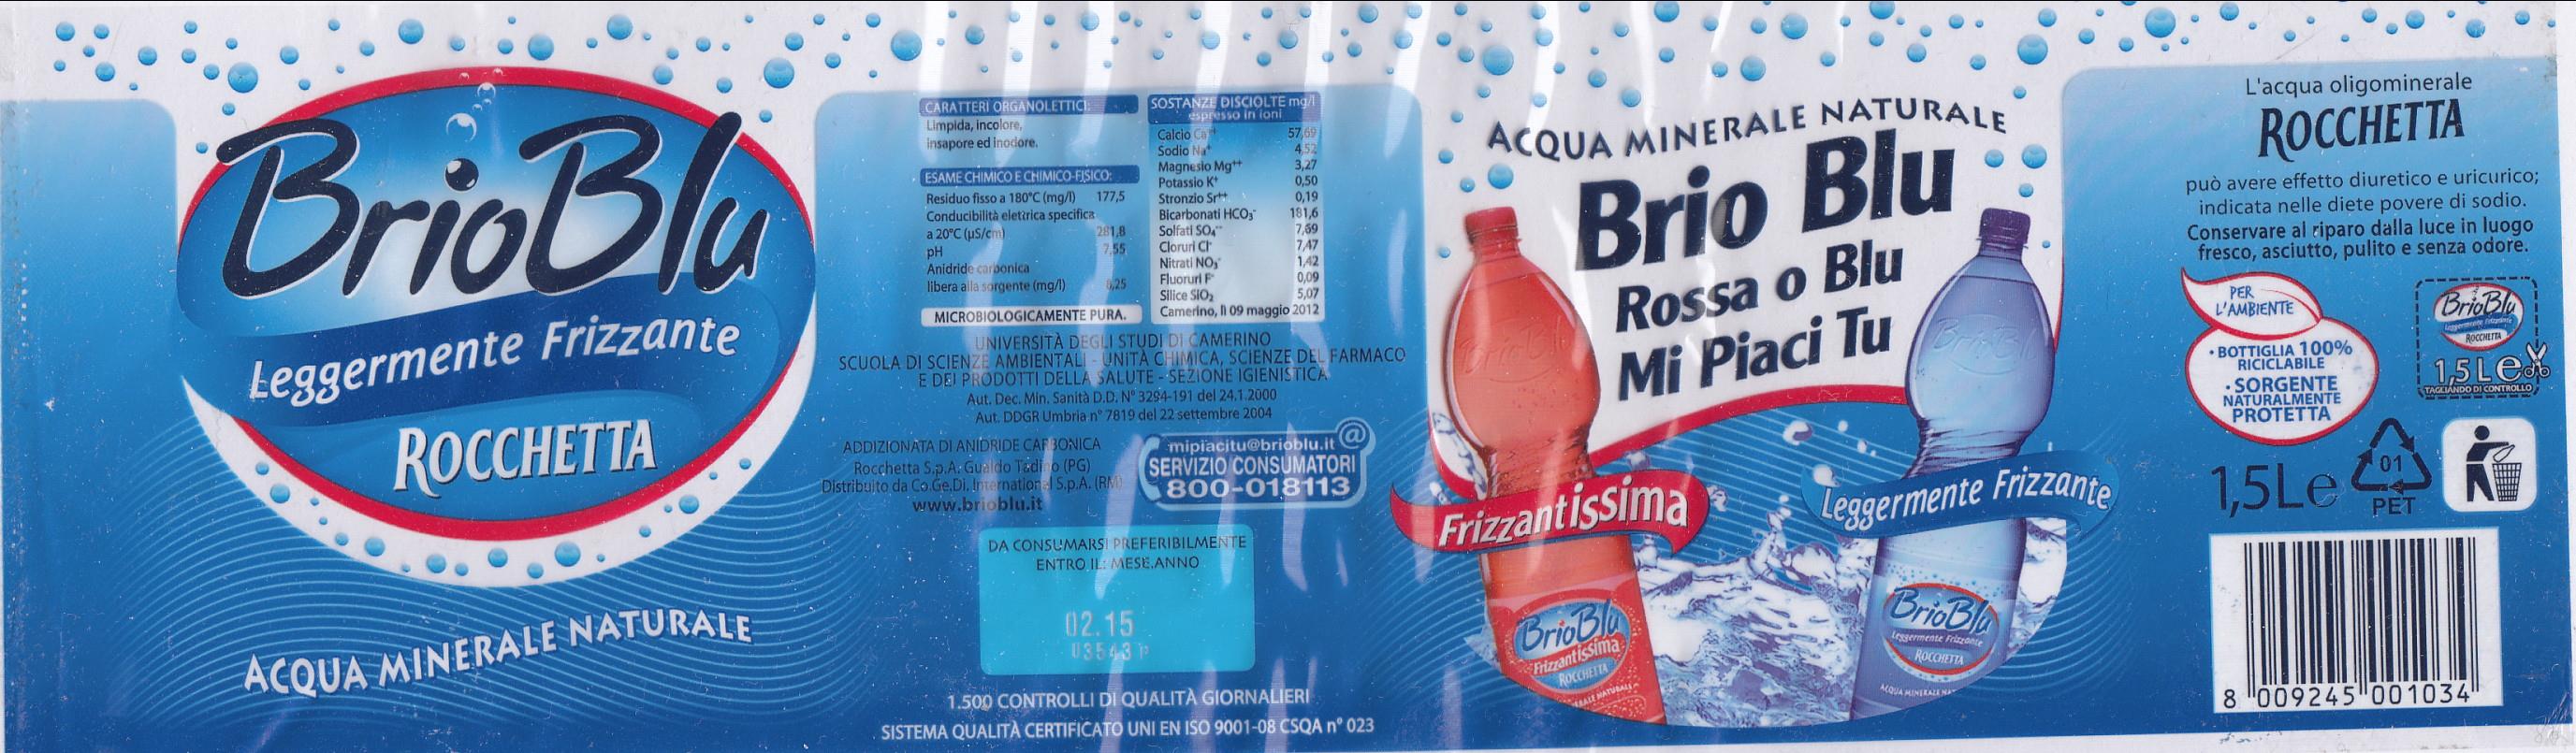 BrioBlu
Leggermente Frizzante
ROCCHETTA
ACQUA MINERALE NATURALE
CARATTERI ORGANOLETTICI:
Limpida, incolore,
insapore ed inodore.
ESAME CHIMICO E CHIMICO-FISICO:
Residuo fisso a 180°C (mg/l) 177,5
Conducibilità elettrica specifica
a 20°C (µS/cm) 281,8
pH 7,55
Anidride carbonica
libera alla sorgente (mg/l) 8,25
MICROBIOLOGICAMENTE PURA.
SOSTANZE DISCIOLTE mg/l
espresso in ioni
Calcio Ca⁺⁺ 57,69
Sodio Na⁺ 4,52
Magnesio Mg⁺⁺ 3,27
Potassio K⁺ 0,50
Stronzio Sr⁺⁺ 0,19
Bicarbonati HCO₃⁻ 181,6
Solfati SO₄⁻⁻ 7,69
Cloruri Cl⁻ 7,47
Nitrati NO₃⁻ 1,42
Fluoruri F⁻ 0,09
Silice SiO₂ 5,07
Camerino, lì 09 maggio 2012
UNIVERSITÀ DEGLI STUDI DI CAMERINO
SCUOLA DI SCIENZE AMBIENTALI - UNITÀ CHIMICA, SCIENZE DEL FARMACO
E DEI PRODOTTI DELLA SALUTE - SEZIONE IGIENISTICA
Aut. Dec. Min. Sanità D.D. N° 3294-191 del 24.1.2000
Aut. DDGR Umbria n° 7819 del 22 settembre 2004
ADDIZIONATA DI ANIDRIDE CARBONICA
Rocchetta S.p.A. Gualdo Tadino (PG)
Distribuito da Co.Ge.Di. International S.p.A. (RM)
www.brioblu.it
mipiacitu@brioblu.it @
SERVIZIO CONSUMATORI
800-018113
DA CONSUMARSI PREFERIBILMENTE
ENTRO IL: MESE.ANNO
02.15
03543 P
1.500 CONTROLLI DI QUALITÀ GIORNALIERI
SISTEMA QUALITÀ CERTIFICATO UNI EN ISO 9001-08 CSQA n° 023
ACQUA MINERALE NATURALE
Brio Blu
Rossa o Blu
Mi Piaci Tu
Frizzantissima
Leggermente Frizzante
BrioBlu
Frizzantissima
ROCCHETTA
BrioBlu
Leggermente Frizzante
ROCCHETTA
L'acqua oligominerale
ROCCHETTA
può avere effetto diuretico e uricurico;
indicata nelle diete povere di sodio.
Conservare al riparo dalla luce in luogo
fresco, asciutto, pulito e senza odore.
PER
L'AMBIENTE
• BOTTIGLIA 100%
RICICLABILE
• SORGENTE
NATURALMENTE
PROTETTA
BrioBlu
Leggermente Frizzante
ROCCHETTA
1,5 L e
TAGLIANDO DI CONTROLLO
1,5L e
01
PET
8 009245 001034